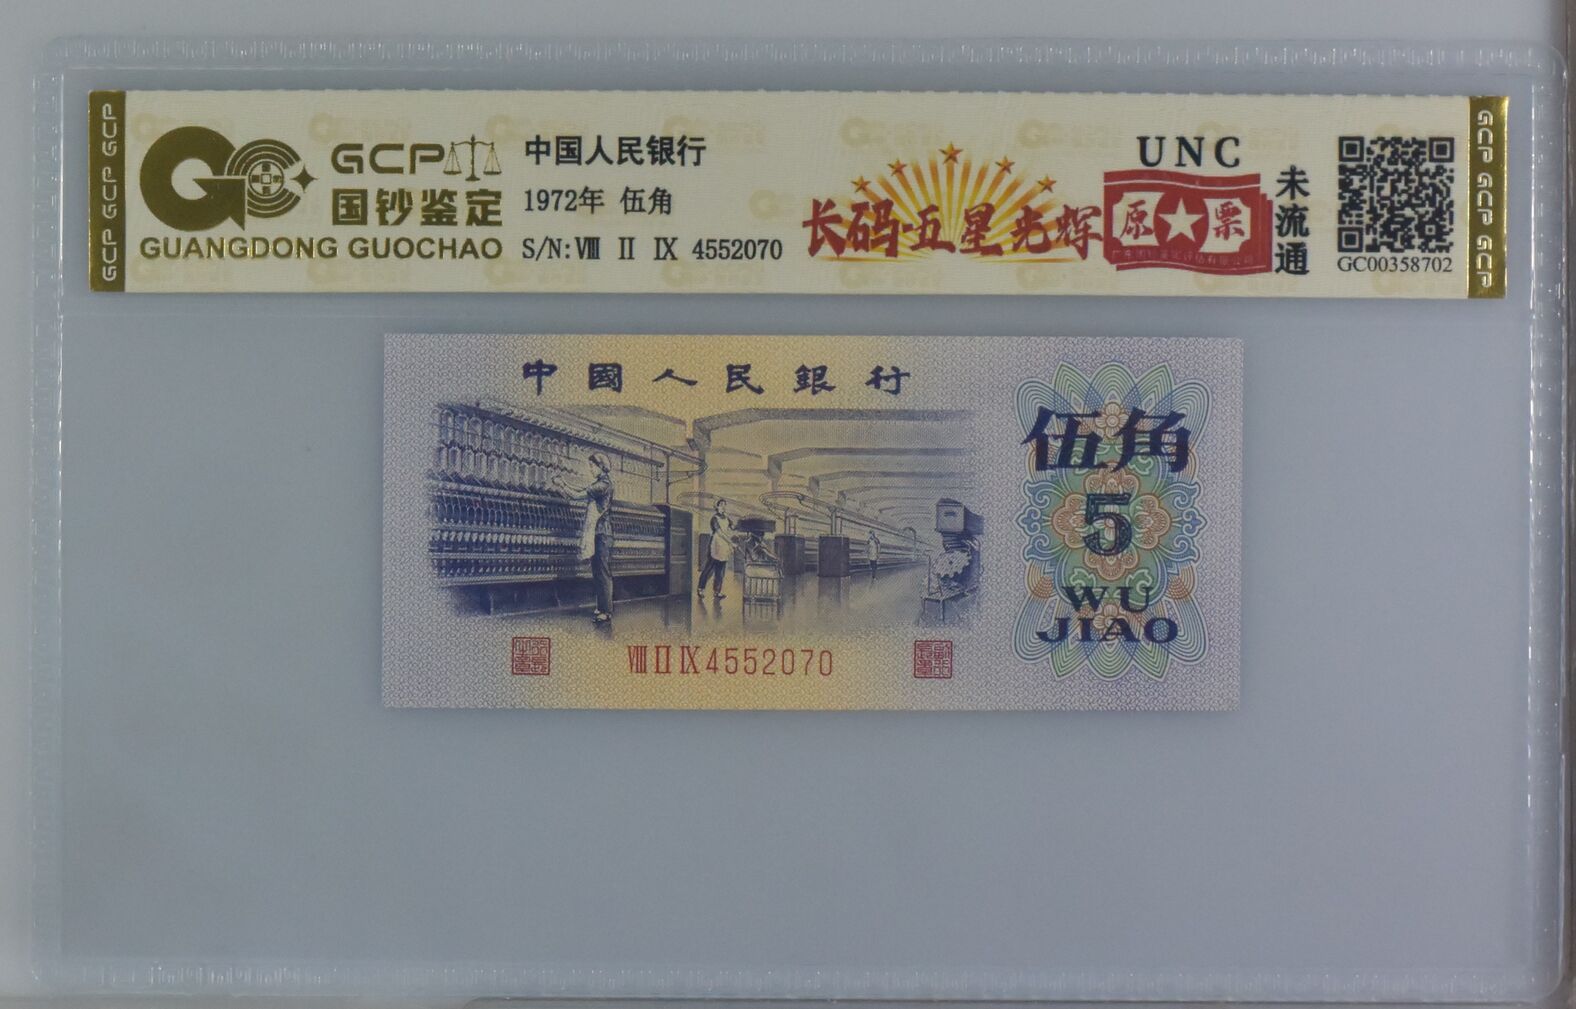 GCP GCP GCP
GCP
国钞鉴定
GUANGDONG GUOCHAO
中国人民银行
1972年 伍角
S/N: Ⅷ Ⅱ Ⅸ 4552070
长码·五星光辉
UNC
原★票
未流通
GC00358702
GCP GCP GCP
中國人民銀行
伍角
5
WU
JIAO
Ⅷ Ⅱ Ⅸ 4552070